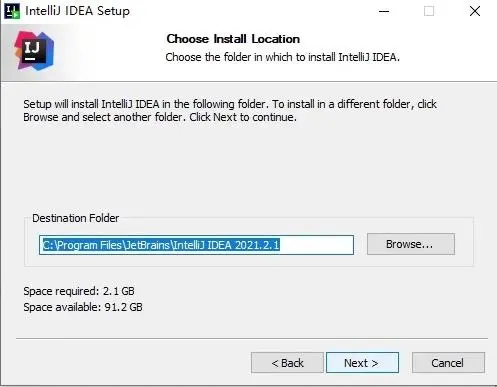 IntelliJ IDEA Setup
IJ
Choose Install Location
Choose the folder in which to install IntelliJ IDEA.
Setup will install IntelliJ IDEA in the following folder. To install in a different folder, click
Browse and select another folder. Click Next to continue.
Destination Folder
C:\Program Files\JetBrains\IntelliJ IDEA 2021.2.1
Browse...
Space required: 2.1 GB
Space available: 91.2 GB
< Back
Next >
Cancel